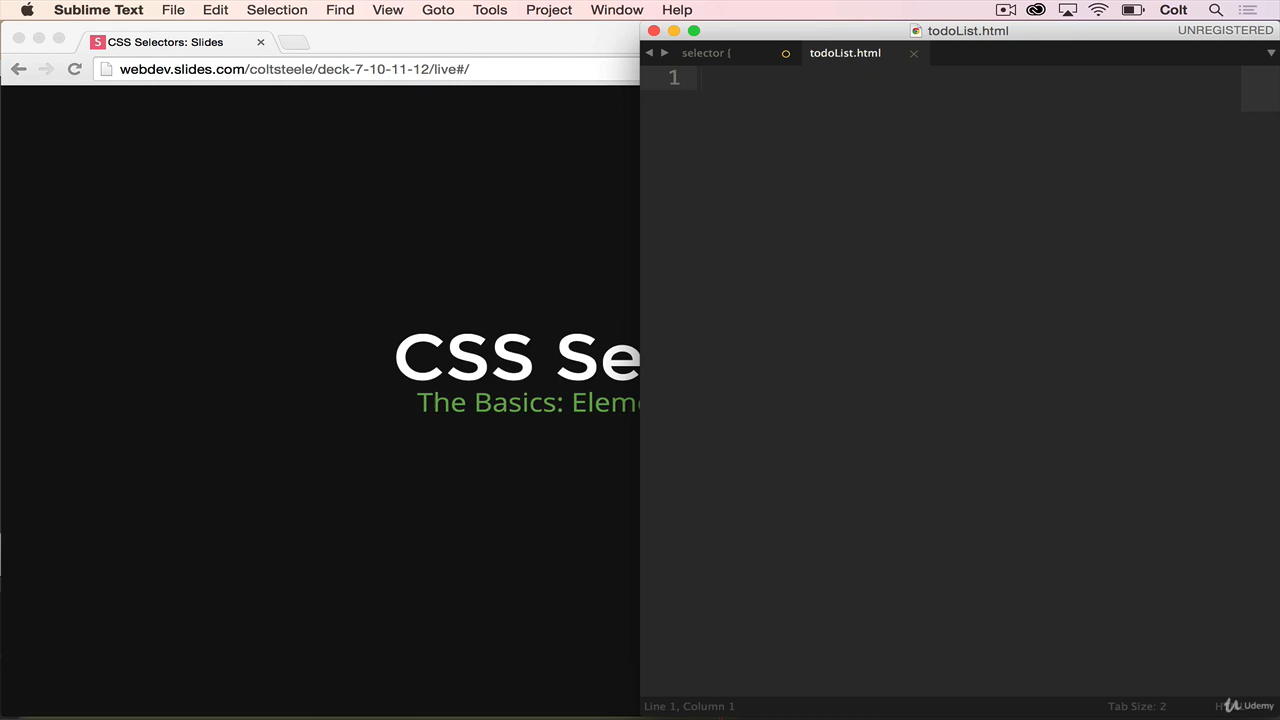 Sublime Text File Edit Selection Find View Goto Tools Project Window Help Colt
S CSS Selectors: Slides
webdev.slides.com/coltsteele/deck-7-10-11-12/live#/
CSS Se
The Basics: Eleme
todoList.html UNREGISTERED
selector { todoList.html
1
Line 1, Column 1 Tab Size: 2
Udemy